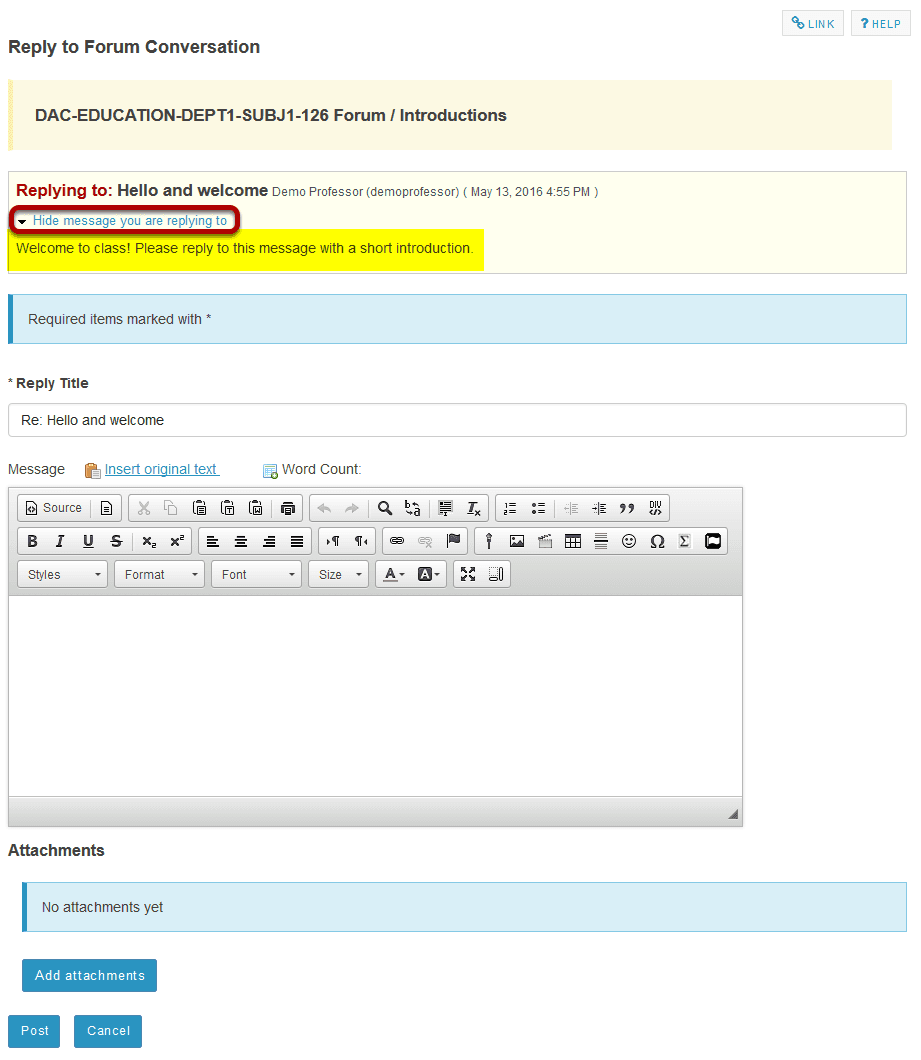 LINK
? HELP
Reply to Forum Conversation
DAC-EDUCATION-DEPT1-SUBJ1-126 Forum / Introductions
Replying to: Hello and welcome Demo Professor (demoprofessor) ( May 13, 2016 4:55 PM )
Hide message you are replying to
Welcome to class! Please reply to this message with a short introduction.
Required items marked with *
* Reply Title
Re: Hello and welcome
Message Insert original text Word Count:
Source
B I U S x₂ x² Ω Σ
Styles Format Font Size A A
Attachments
No attachments yet
Add attachments
Post Cancel